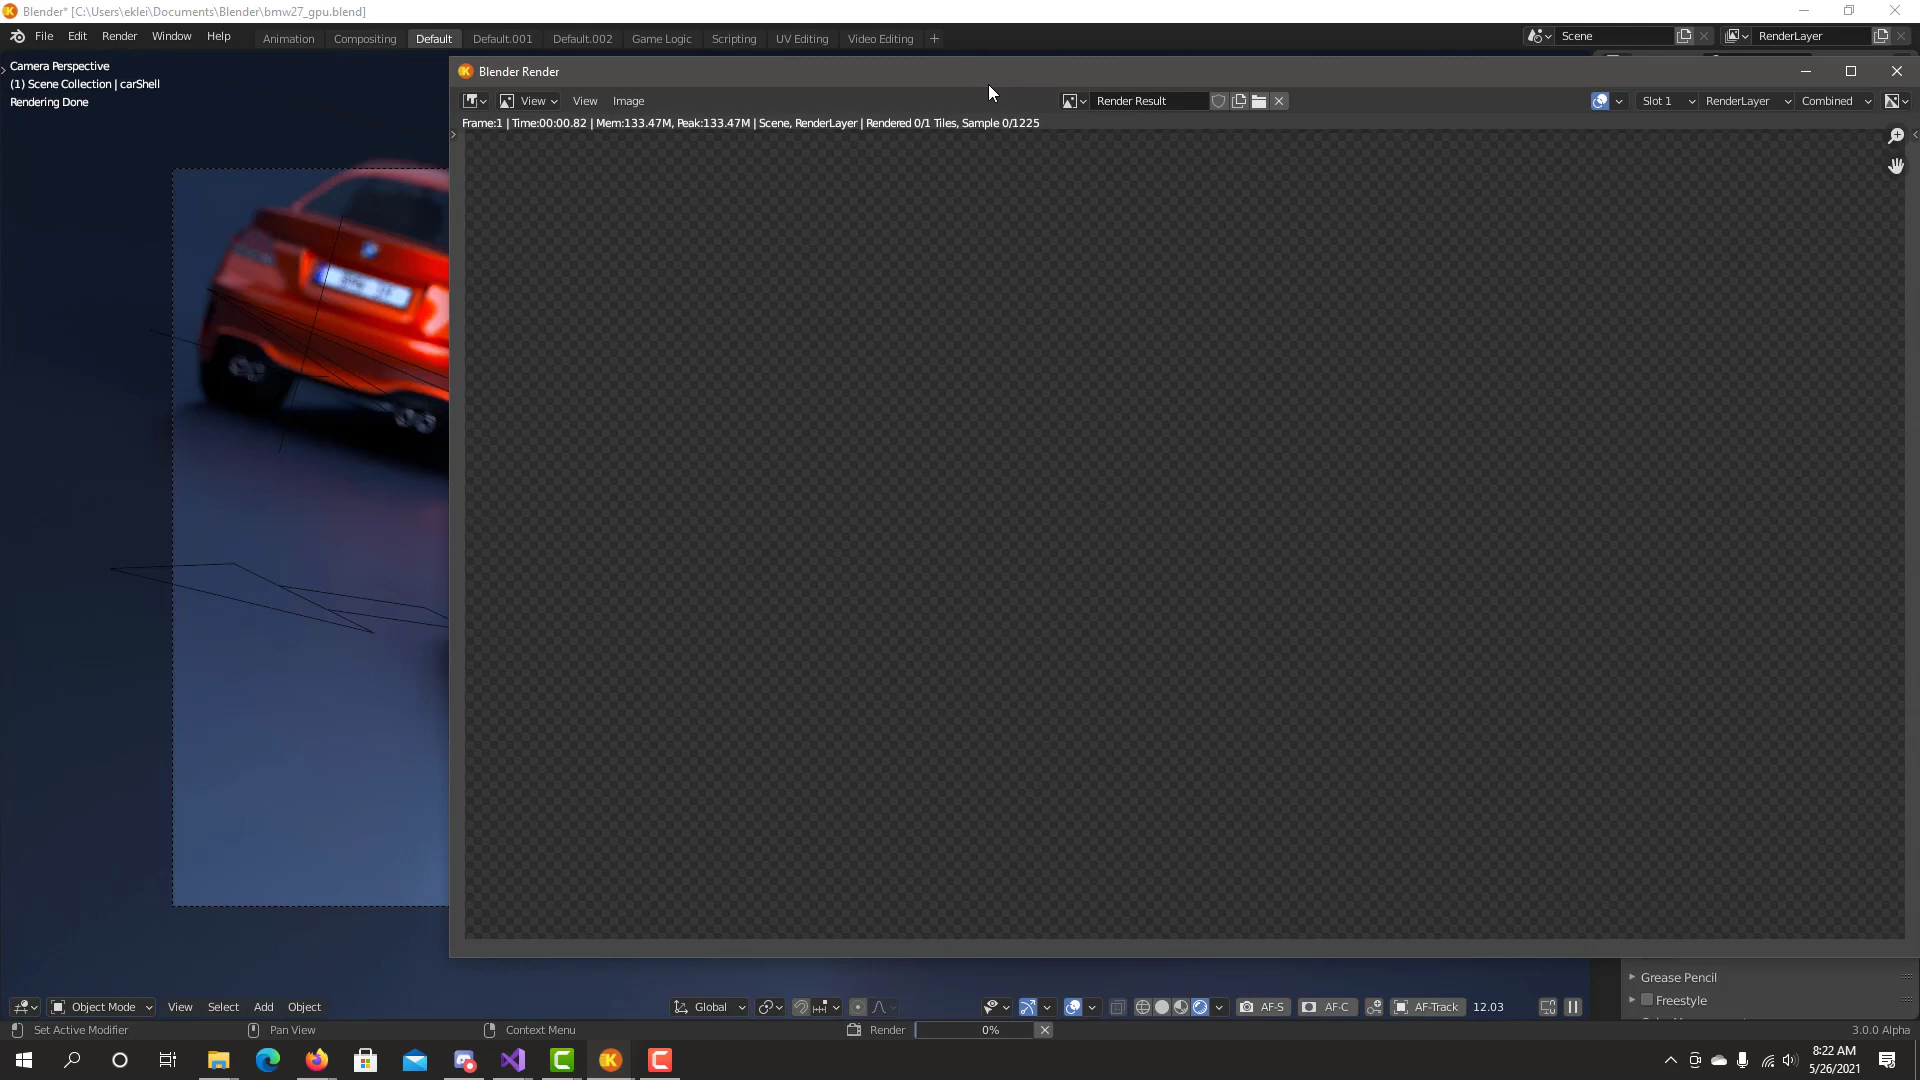 Blender* [C:\Users\eklei\Documents\Blender\bmw27_gpu.blend]
File Edit Render Window Help Animation Compositing Default Default.001 Default.002 Game Logic Scripting UV Editing Video Editing + Scene RenderLayer
Camera Perspective
(1) Scene Collection | carShell
Rendering Done
Blender Render
View View Image Render Result Slot 1 RenderLayer Combined
Frame:1 | Time:00:00.82 | Mem:133.47M, Peak:133.47M | Scene, RenderLayer | Rendered 0/1 Tiles, Sample 0/1225
Grease Pencil
Freestyle
Object Mode View Select Add Object Global AF-S AF-C AF-Track 12.03
Set Active Modifier Pan View Context Menu Render 0% 3.0.0 Alpha
8:22 AM
5/26/2021